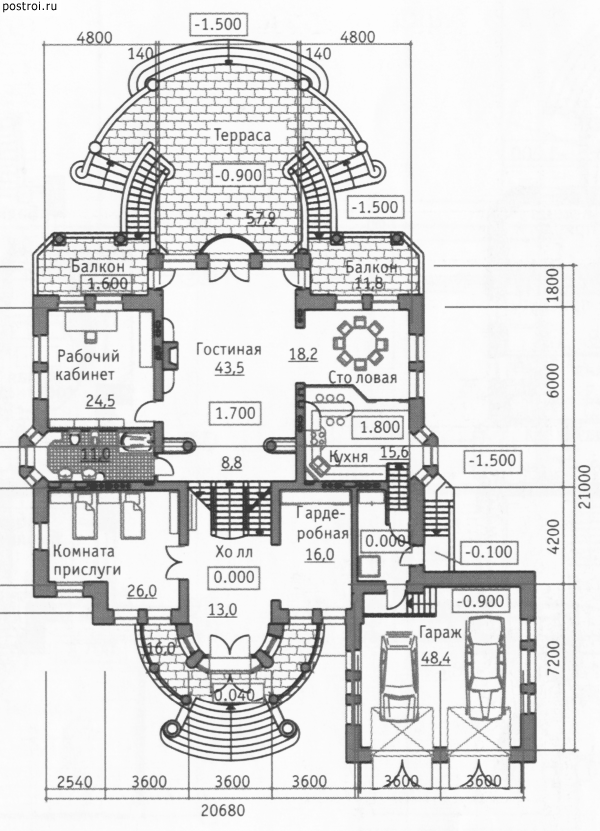 postroi.ru
-1.500
4800
140
140
4800
Терраса
-0.900
57,9
-1.500
Балкон
1.600
Балкон
11,8
1800
Рабочий
кабинет
24,5
Гостиная
43,5
18,2
Столовая
6000
1.700
1.800
11,0
8,8
Кухня
15,6
-1.500
21000
Комната
прислуги
26,0
Холл
0.000
13,0
Гарде-
робная
16,0
0.000
-0.100
4200
-0.900
Гараж
48,4
7200
16,0
0.040
2540
3600
3600
3600
3600
3600
20680